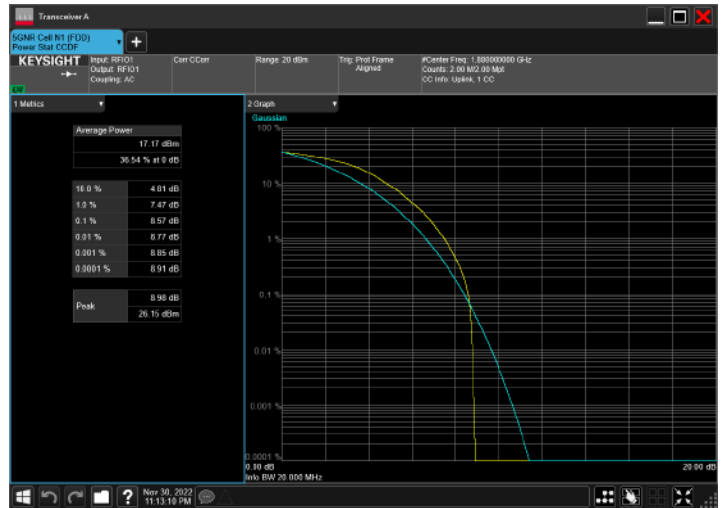 Transceiver A
5GNR Cell N1 (FDD)
Power Stat CCDF
KEYSIGHT
Input: RFIO1
Output: RFIO1
Coupling: AC
Corr CCorr
Range: 20 dBm
Trig: Prot Frame
Aligned
#Center Freq: 1.880000000 GHz
Counts: 2.00 M/2.00 Mpt
CC Info: Uplink, 1 CC
1 Metrics
Average Power
17.17 dBm
36.54 % at 0 dB
10.0 % 4.81 dB
1.0 % 7.47 dB
0.1 % 8.57 dB
0.01 % 8.77 dB
0.001 % 8.85 dB
0.0001 % 8.91 dB
Peak
8.98 dB
26.15 dBm
2 Graph
Gaussian
100 %
10 %
1 %
0.1 %
0.01 %
0.001 %
0.0001 %
0.00 dB
20.00 dB
Info BW 20.000 MHz
?
Nov 30, 2022
11:13:10 PM